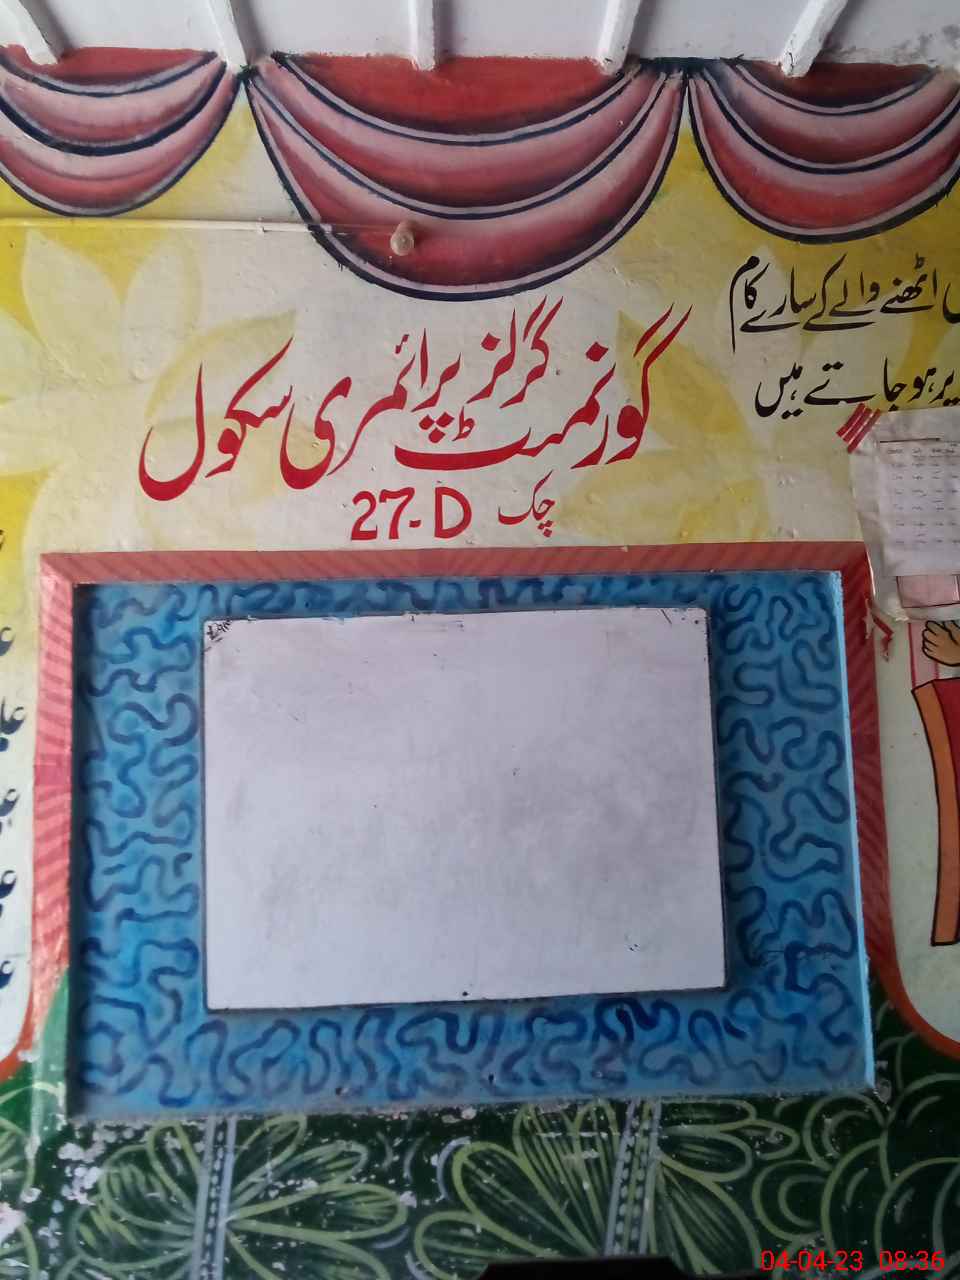 اٹھنے والے کے سارے کام
پر ہو جاتے ہیں
گورنمنٹ گرلز پرائمری سکول
چک 27-D
04-04-23 08:36